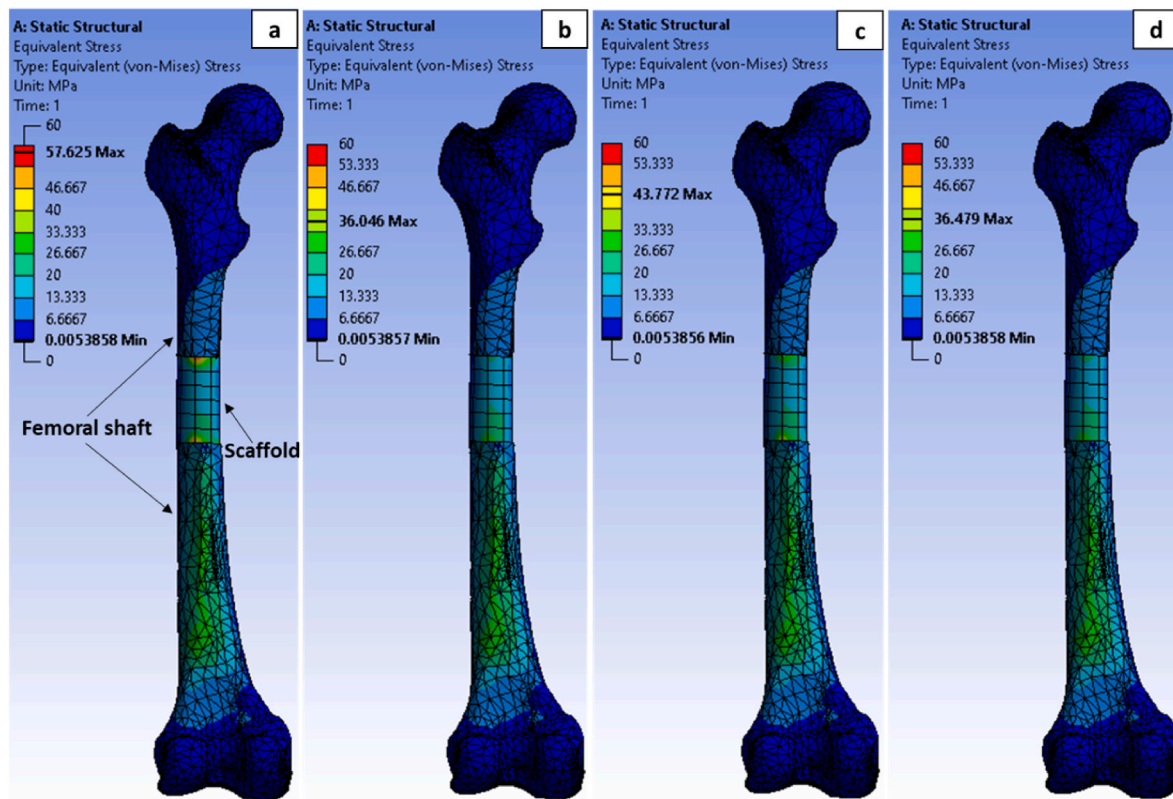 A: Static Structural
a
Equivalent Stress
Type: Equivalent (von-Mises) Stress
Unit: MPa
Time: 1
60
57.625 Max
46.667
40
33.333
26.667
20
13.333
6.6667
0.0053858 Min
0
Femoral shaft
Scaffold
A: Static Structural
b
Equivalent Stress
Type: Equivalent (von-Mises) Stress
Unit: MPa
Time: 1
60
53.333
46.667
36.046 Max
26.667
20
13.333
6.6667
0.0053857 Min
0
A: Static Structural
c
Equivalent Stress
Type: Equivalent (von-Mises) Stress
Unit: MPa
Time: 1
60
53.333
43.772 Max
33.333
26.667
20
13.333
6.6667
0.0053856 Min
0
A: Static Structural
d
Equivalent Stress
Type: Equivalent (von-Mises) Stress
Unit: MPa
Time: 1
60
53.333
46.667
36.479 Max
26.667
20
13.333
6.6667
0.0053858 Min
0